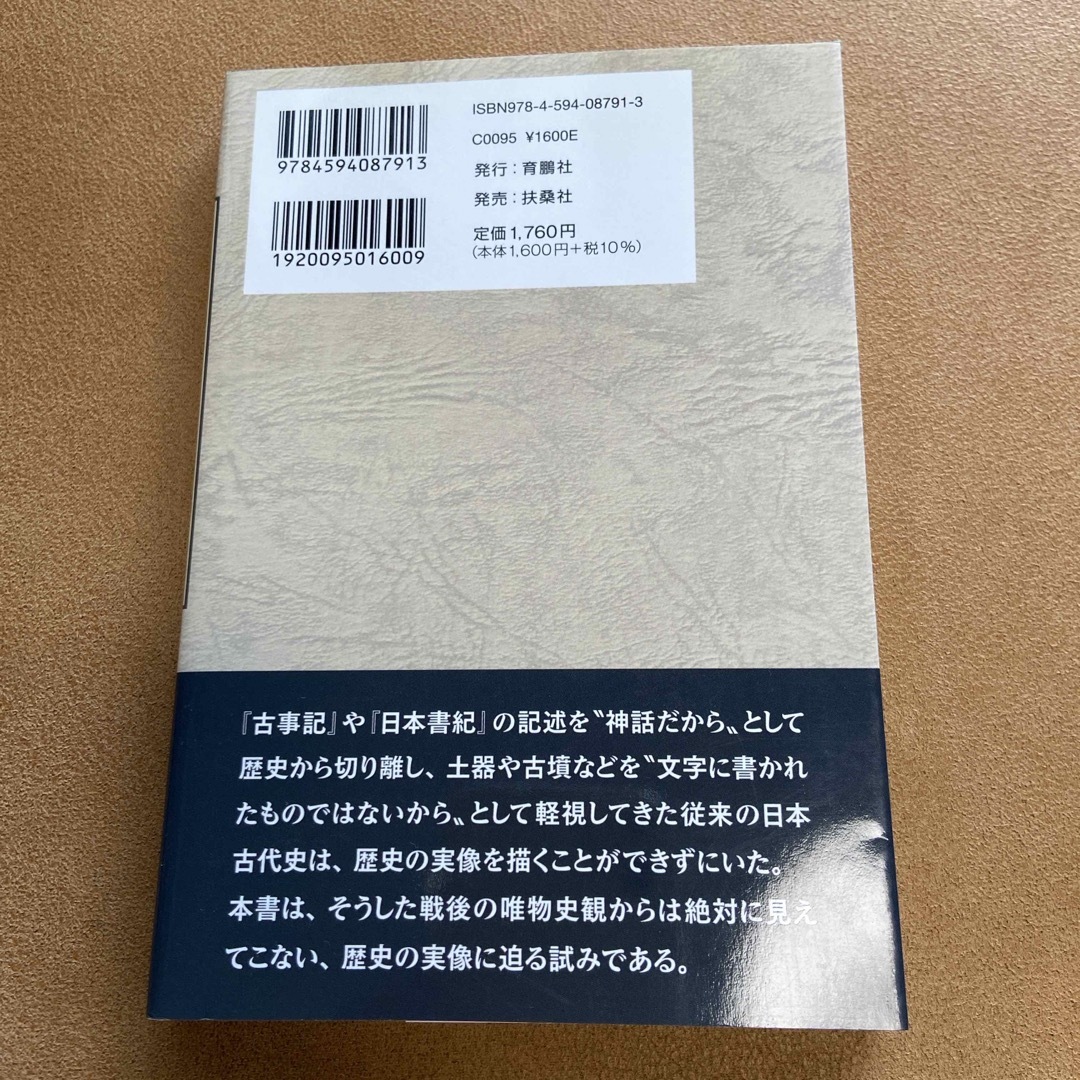 ISBN978-4-594-08791-3
C0095 ¥1600E
発行：育鵬社
発売：扶桑社
定価1,760円
（本体1,600円＋税10％）
9784594087913
1920095016009
『古事記』や『日本書紀』の記述を〝神話だから〟として
歴史から切り離し、土器や古墳などを〝文字に書かれ
たものではないから〟として軽視してきた従来の日本
古代史は、歴史の実像を描くことができずにいた。
本書は、そうした戦後の唯物史観からは絶対に見え
てこない、歴史の実像に迫る試みである。